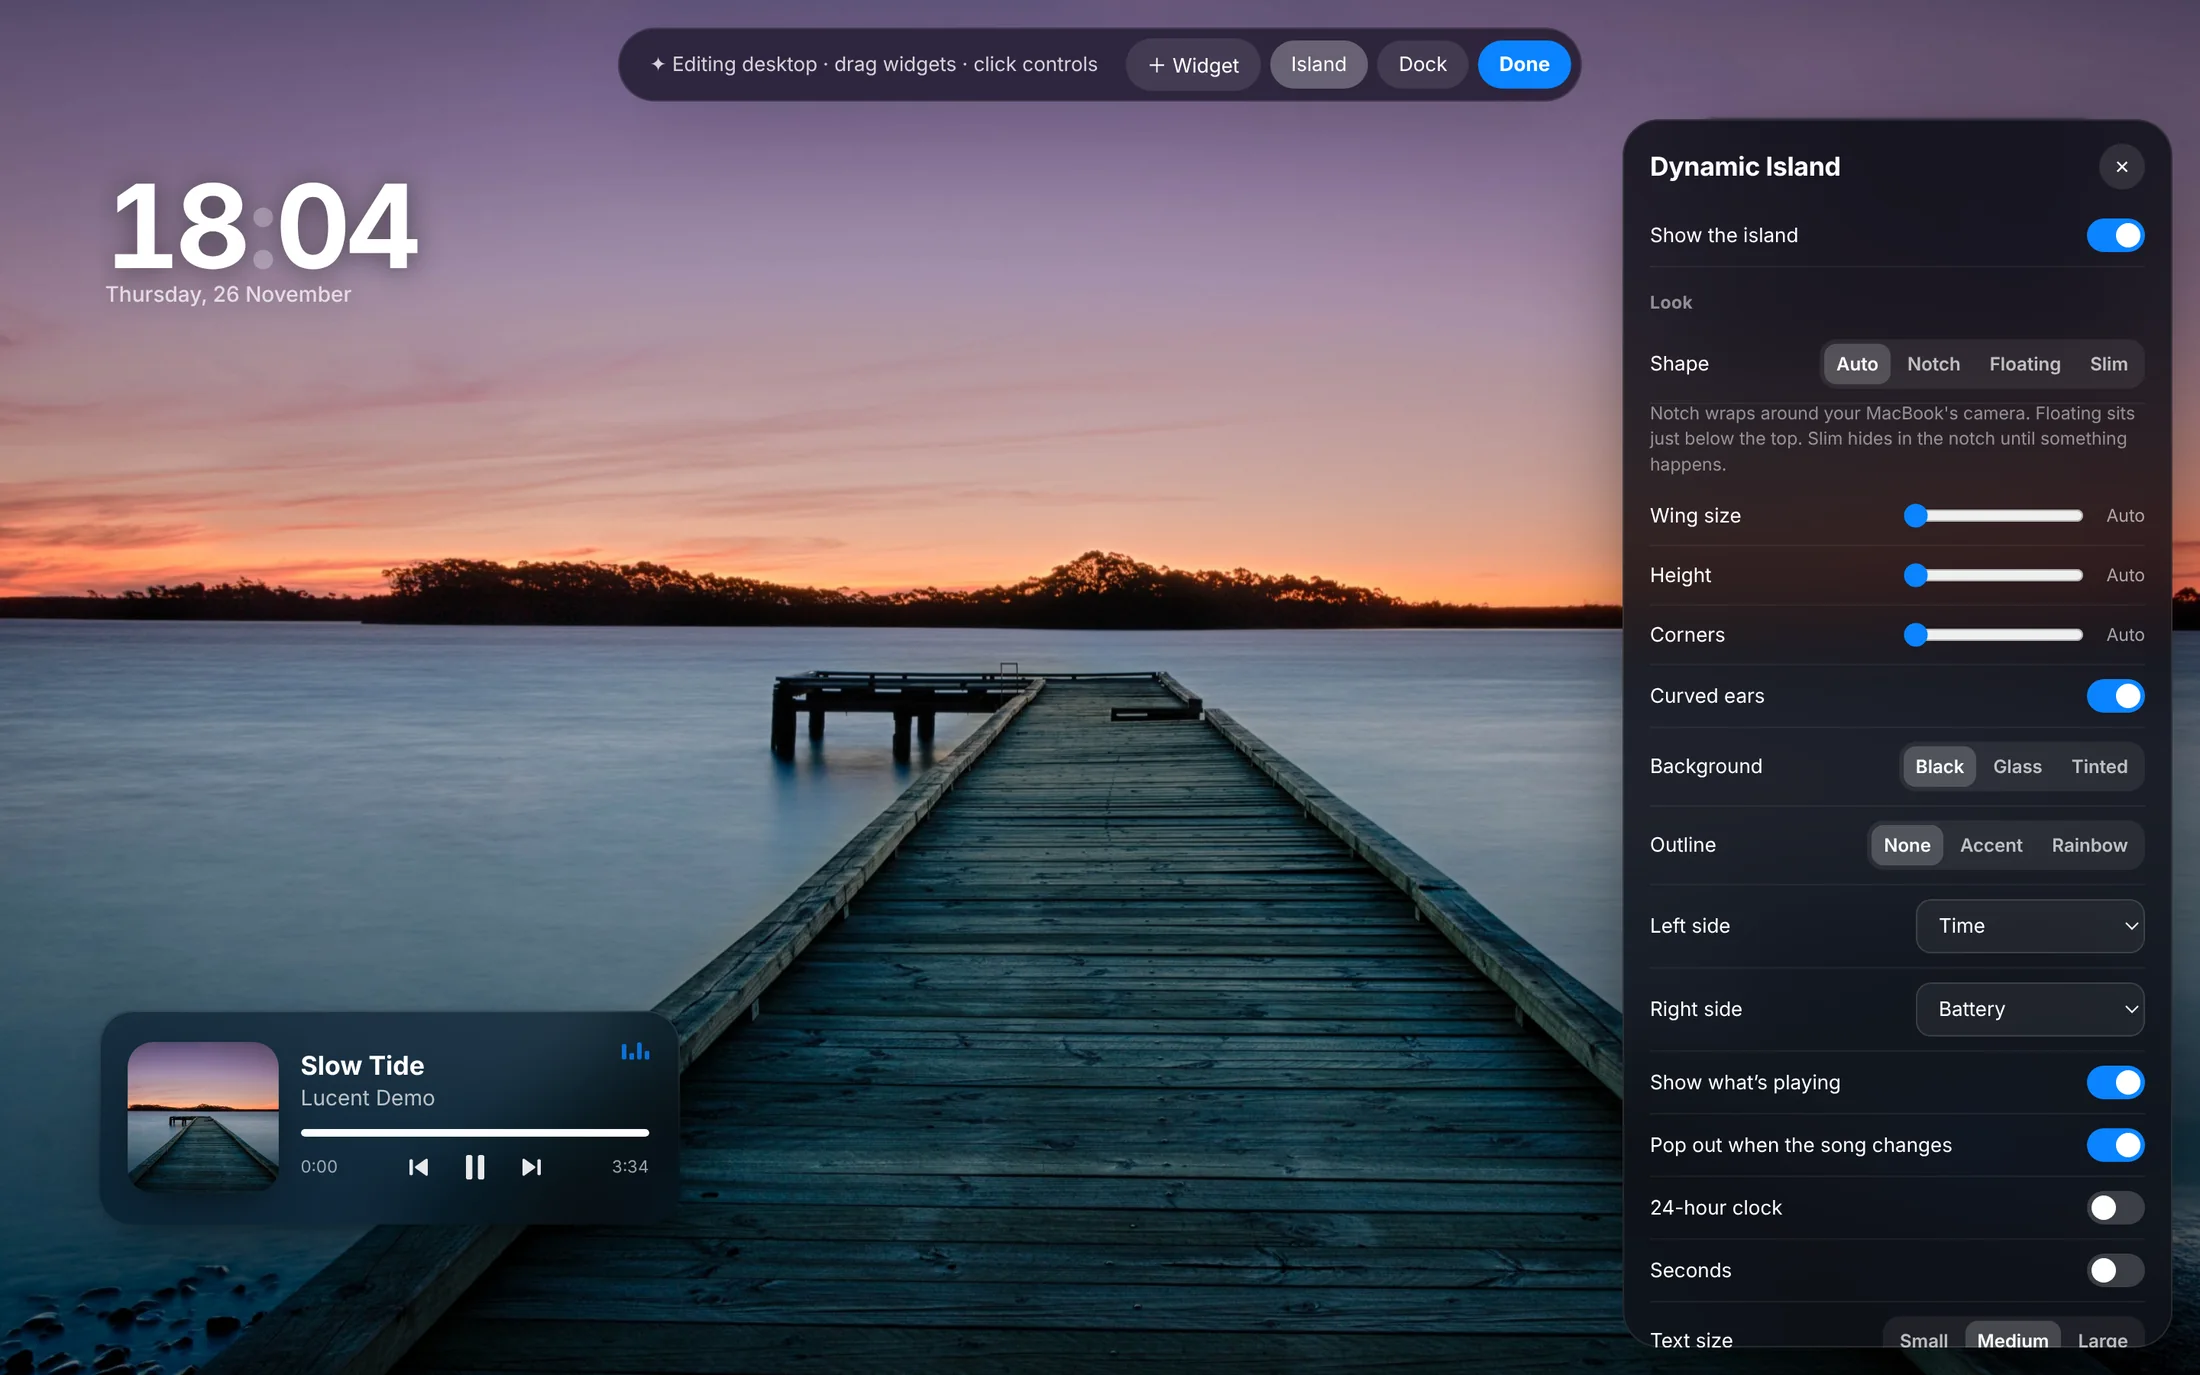 ✦ Editing desktop · drag widgets · click controls
+ Widget
Island
Dock
Done
18:04
Thursday, 26 November
Dynamic Island
Show the island
Look
Shape
Auto
Notch
Floating
Slim
Notch wraps around your MacBook's camera. Floating sits
just below the top. Slim hides in the notch until something
happens.
Wing size
Auto
Height
Auto
Corners
Auto
Curved ears
Background
Black
Glass
Tinted
Outline
None
Accent
Rainbow
Left side
Time
Right side
Battery
Show what’s playing
Pop out when the song changes
24-hour clock
Seconds
Text size
Small
Medium
Large
Slow Tide
Lucent Demo
0:00
3:34